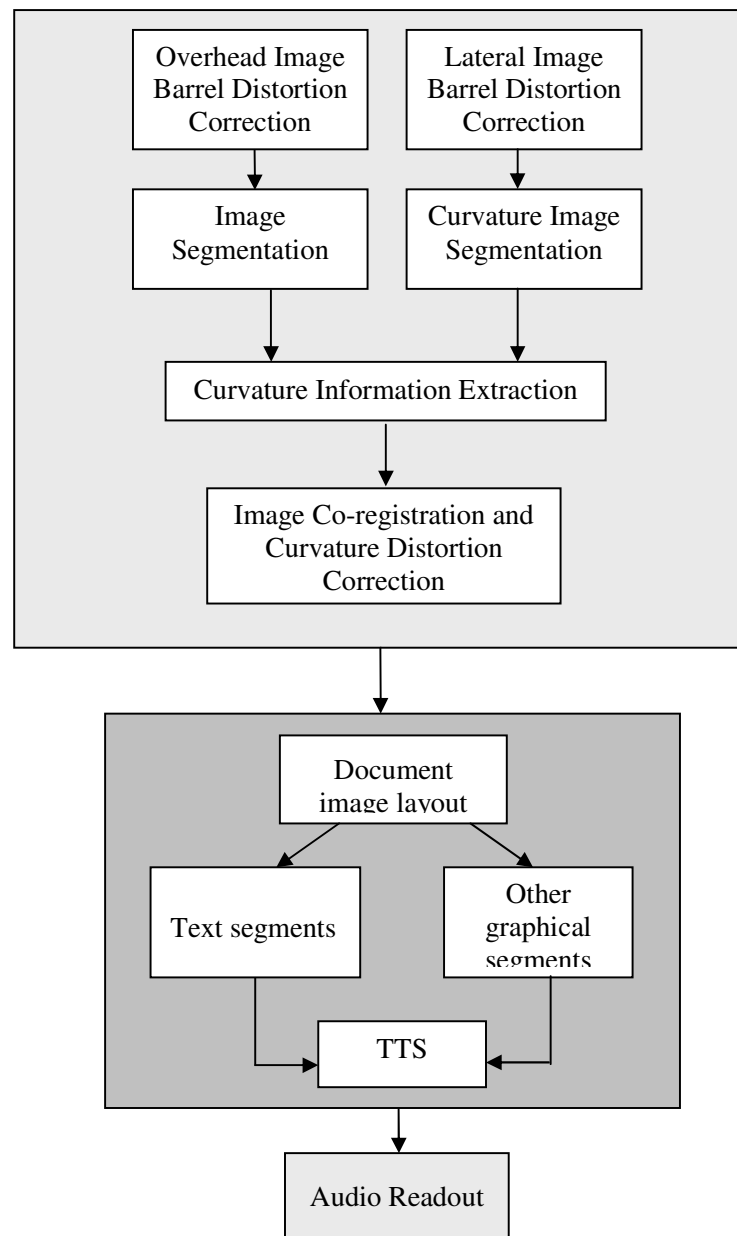 Overhead Image
Barrel Distortion
Correction
Lateral Image
Barrel Distortion
Correction
Image
Segmentation
Curvature Image
Segmentation
Curvature Information Extraction
Image Co-registration and
Curvature Distortion
Correction
Document
image layout
Text segments
Other
graphical
segments
TTS
Audio Readout